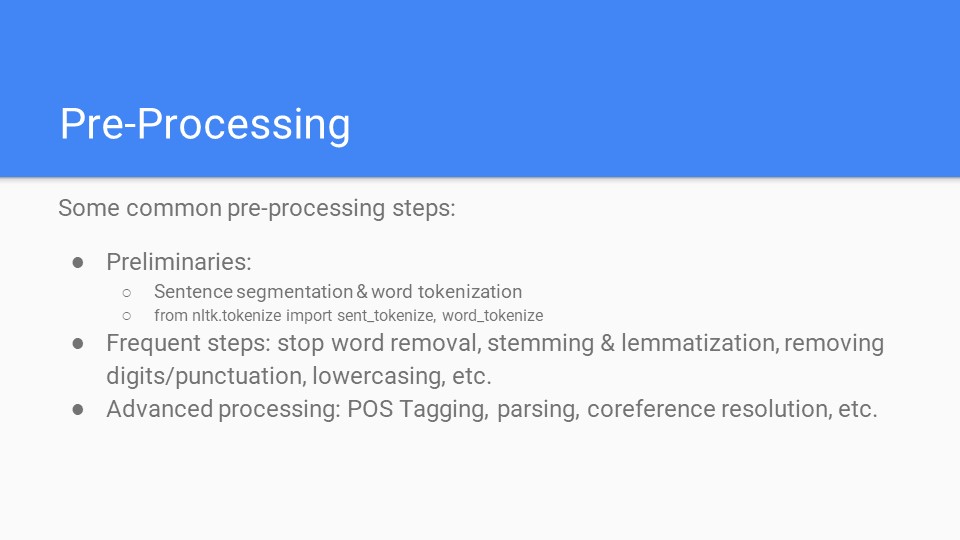 Pre-Processing
Some common pre-processing steps:
● Preliminaries:
○ Sentence segmentation & word tokenization
○ from nltk.tokenize import sent_tokenize, word_tokenize
● Frequent steps: stop word removal, stemming & lemmatization, removing
digits/punctuation, lowercasing, etc.
● Advanced processing: POS Tagging, parsing, coreference resolution, etc.